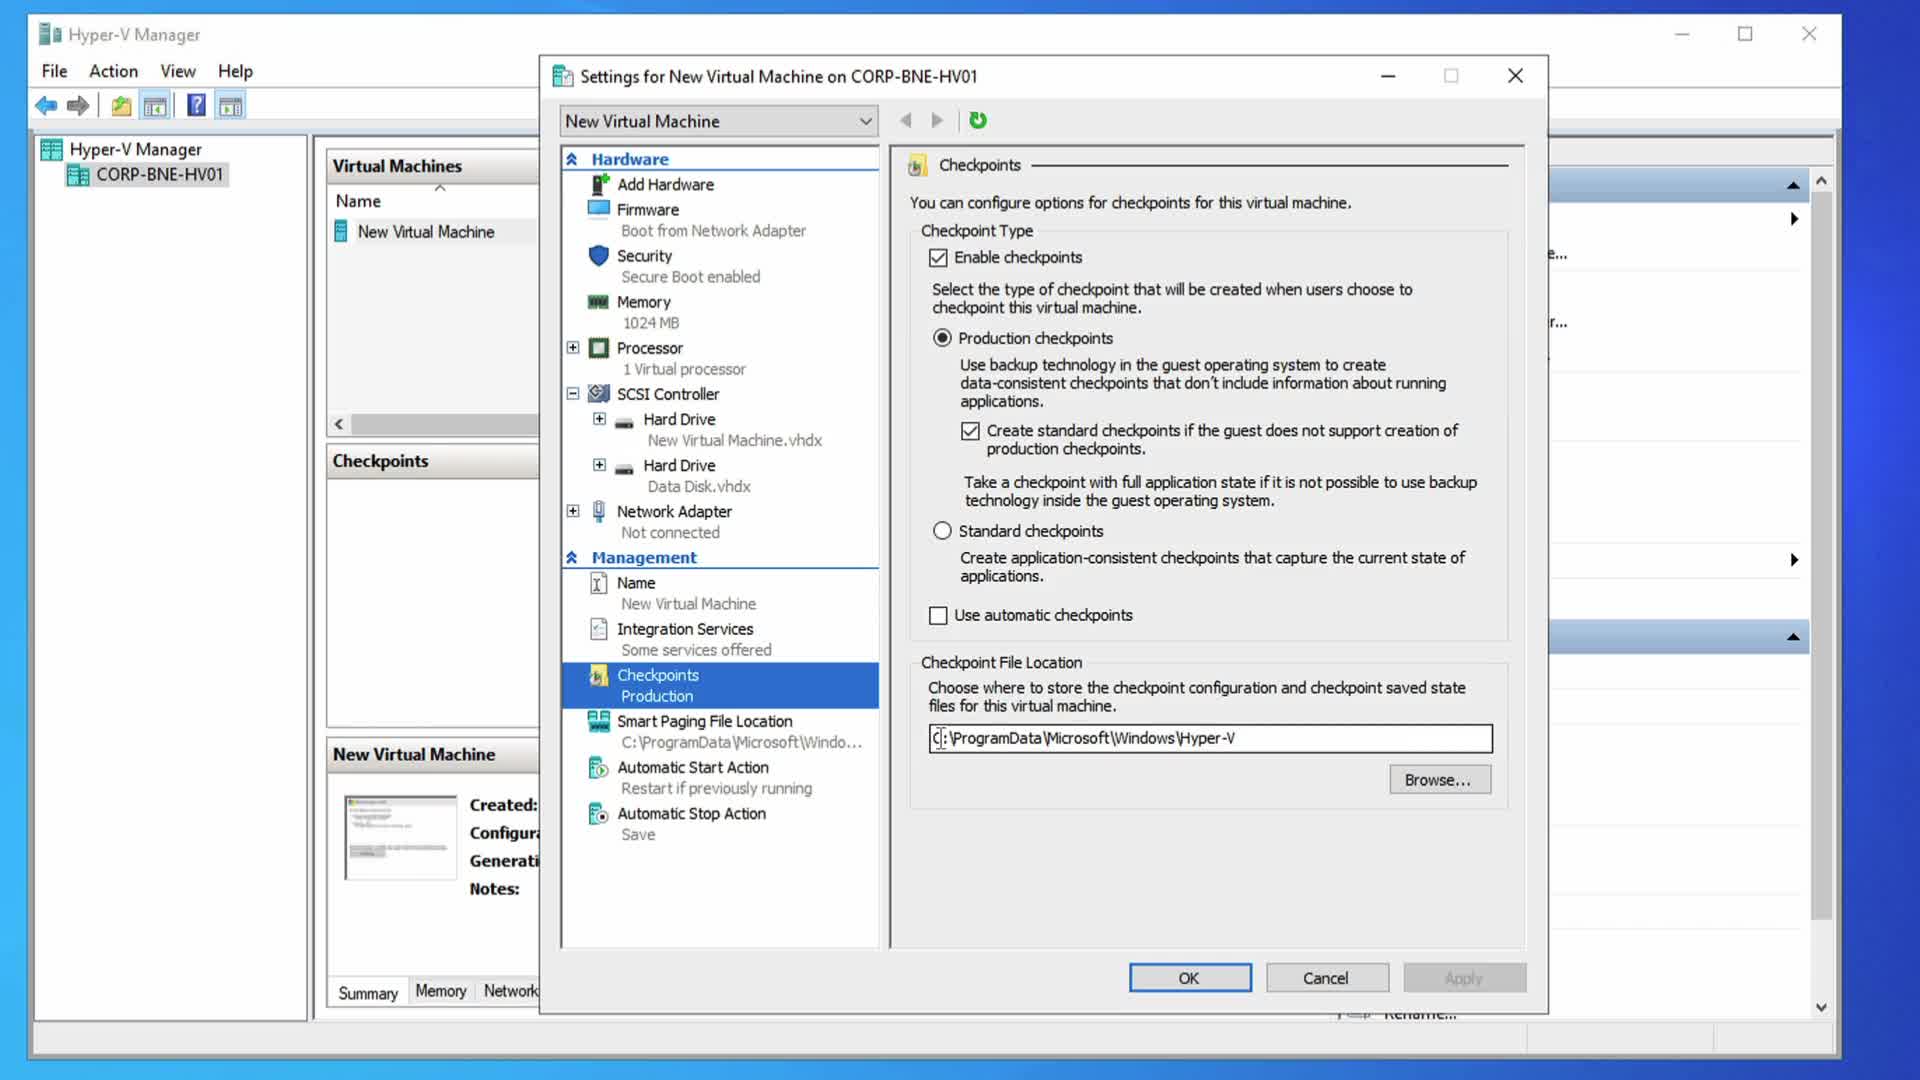 Hyper-V Manager
File Action View Help
Hyper-V Manager
CORP-BNE-HV01
Virtual Machines
Name
New Virtual Machine
Checkpoints
New Virtual Machine
Created:
Notes:
Summary Memory
Settings for New Virtual Machine on CORP-BNE-HV01
New Virtual Machine
Hardware
Add Hardware
Firmware
Boot from Network Adapter
Security
Secure Boot enabled
Memory
1024 MB
Processor
1 Virtual processor
SCSI Controller
Hard Drive
New Virtual Machine.vhdx
Hard Drive
Data Disk.vhdx
Network Adapter
Not connected
Management
Name
New Virtual Machine
Integration Services
Some services offered
Checkpoints
Production
Smart Paging File Location
C:\ProgramData\Microsoft\Windo...
Automatic Start Action
Restart if previously running
Automatic Stop Action
Save
Checkpoints
You can configure options for checkpoints for this virtual machine.
Checkpoint Type
Enable checkpoints
Select the type of checkpoint that will be created when users choose to
checkpoint this virtual machine.
Production checkpoints
Use backup technology in the guest operating system to create
data-consistent checkpoints that don't include information about running
applications.
Create standard checkpoints if the guest does not support creation of
production checkpoints.
Take a checkpoint with full application state if it is not possible to use backup
technology inside the guest operating system.
Standard checkpoints
Create application-consistent checkpoints that capture the current state of
applications.
Use automatic checkpoints
Checkpoint File Location
Choose where to store the checkpoint configuration and checkpoint saved state
files for this virtual machine.
C:\ProgramData\Microsoft\Windows\Hyper-V
Browse...
OK Cancel Apply
e...
r...
Rename...